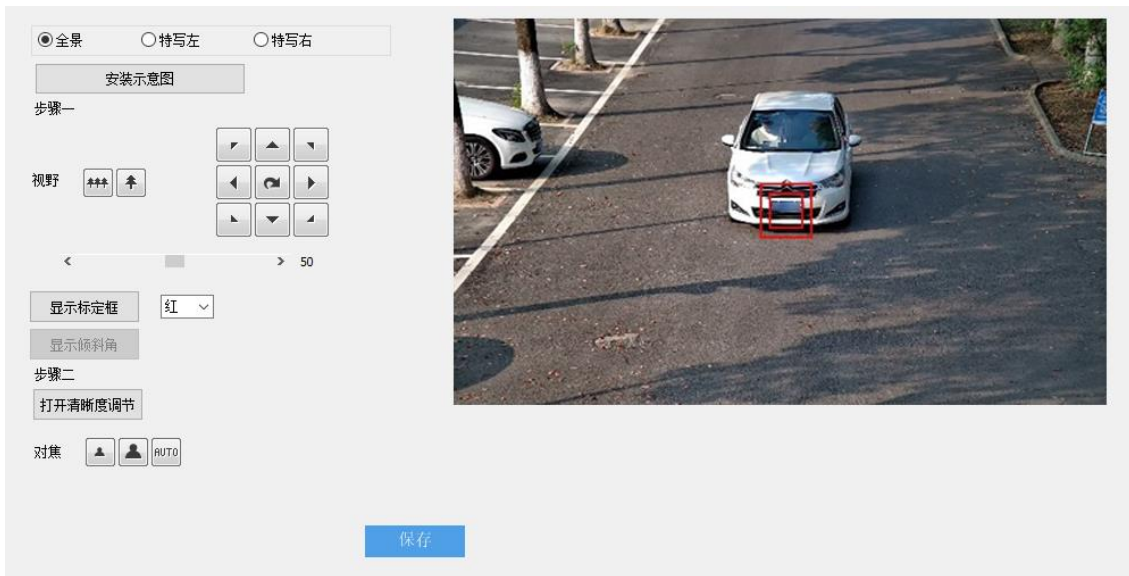 全景 特写左 特写右
安装示意图
步骤一
视野
50
显示标定框 红
显示倾斜角
步骤二
打开清晰度调节
对焦 AUTO
保存